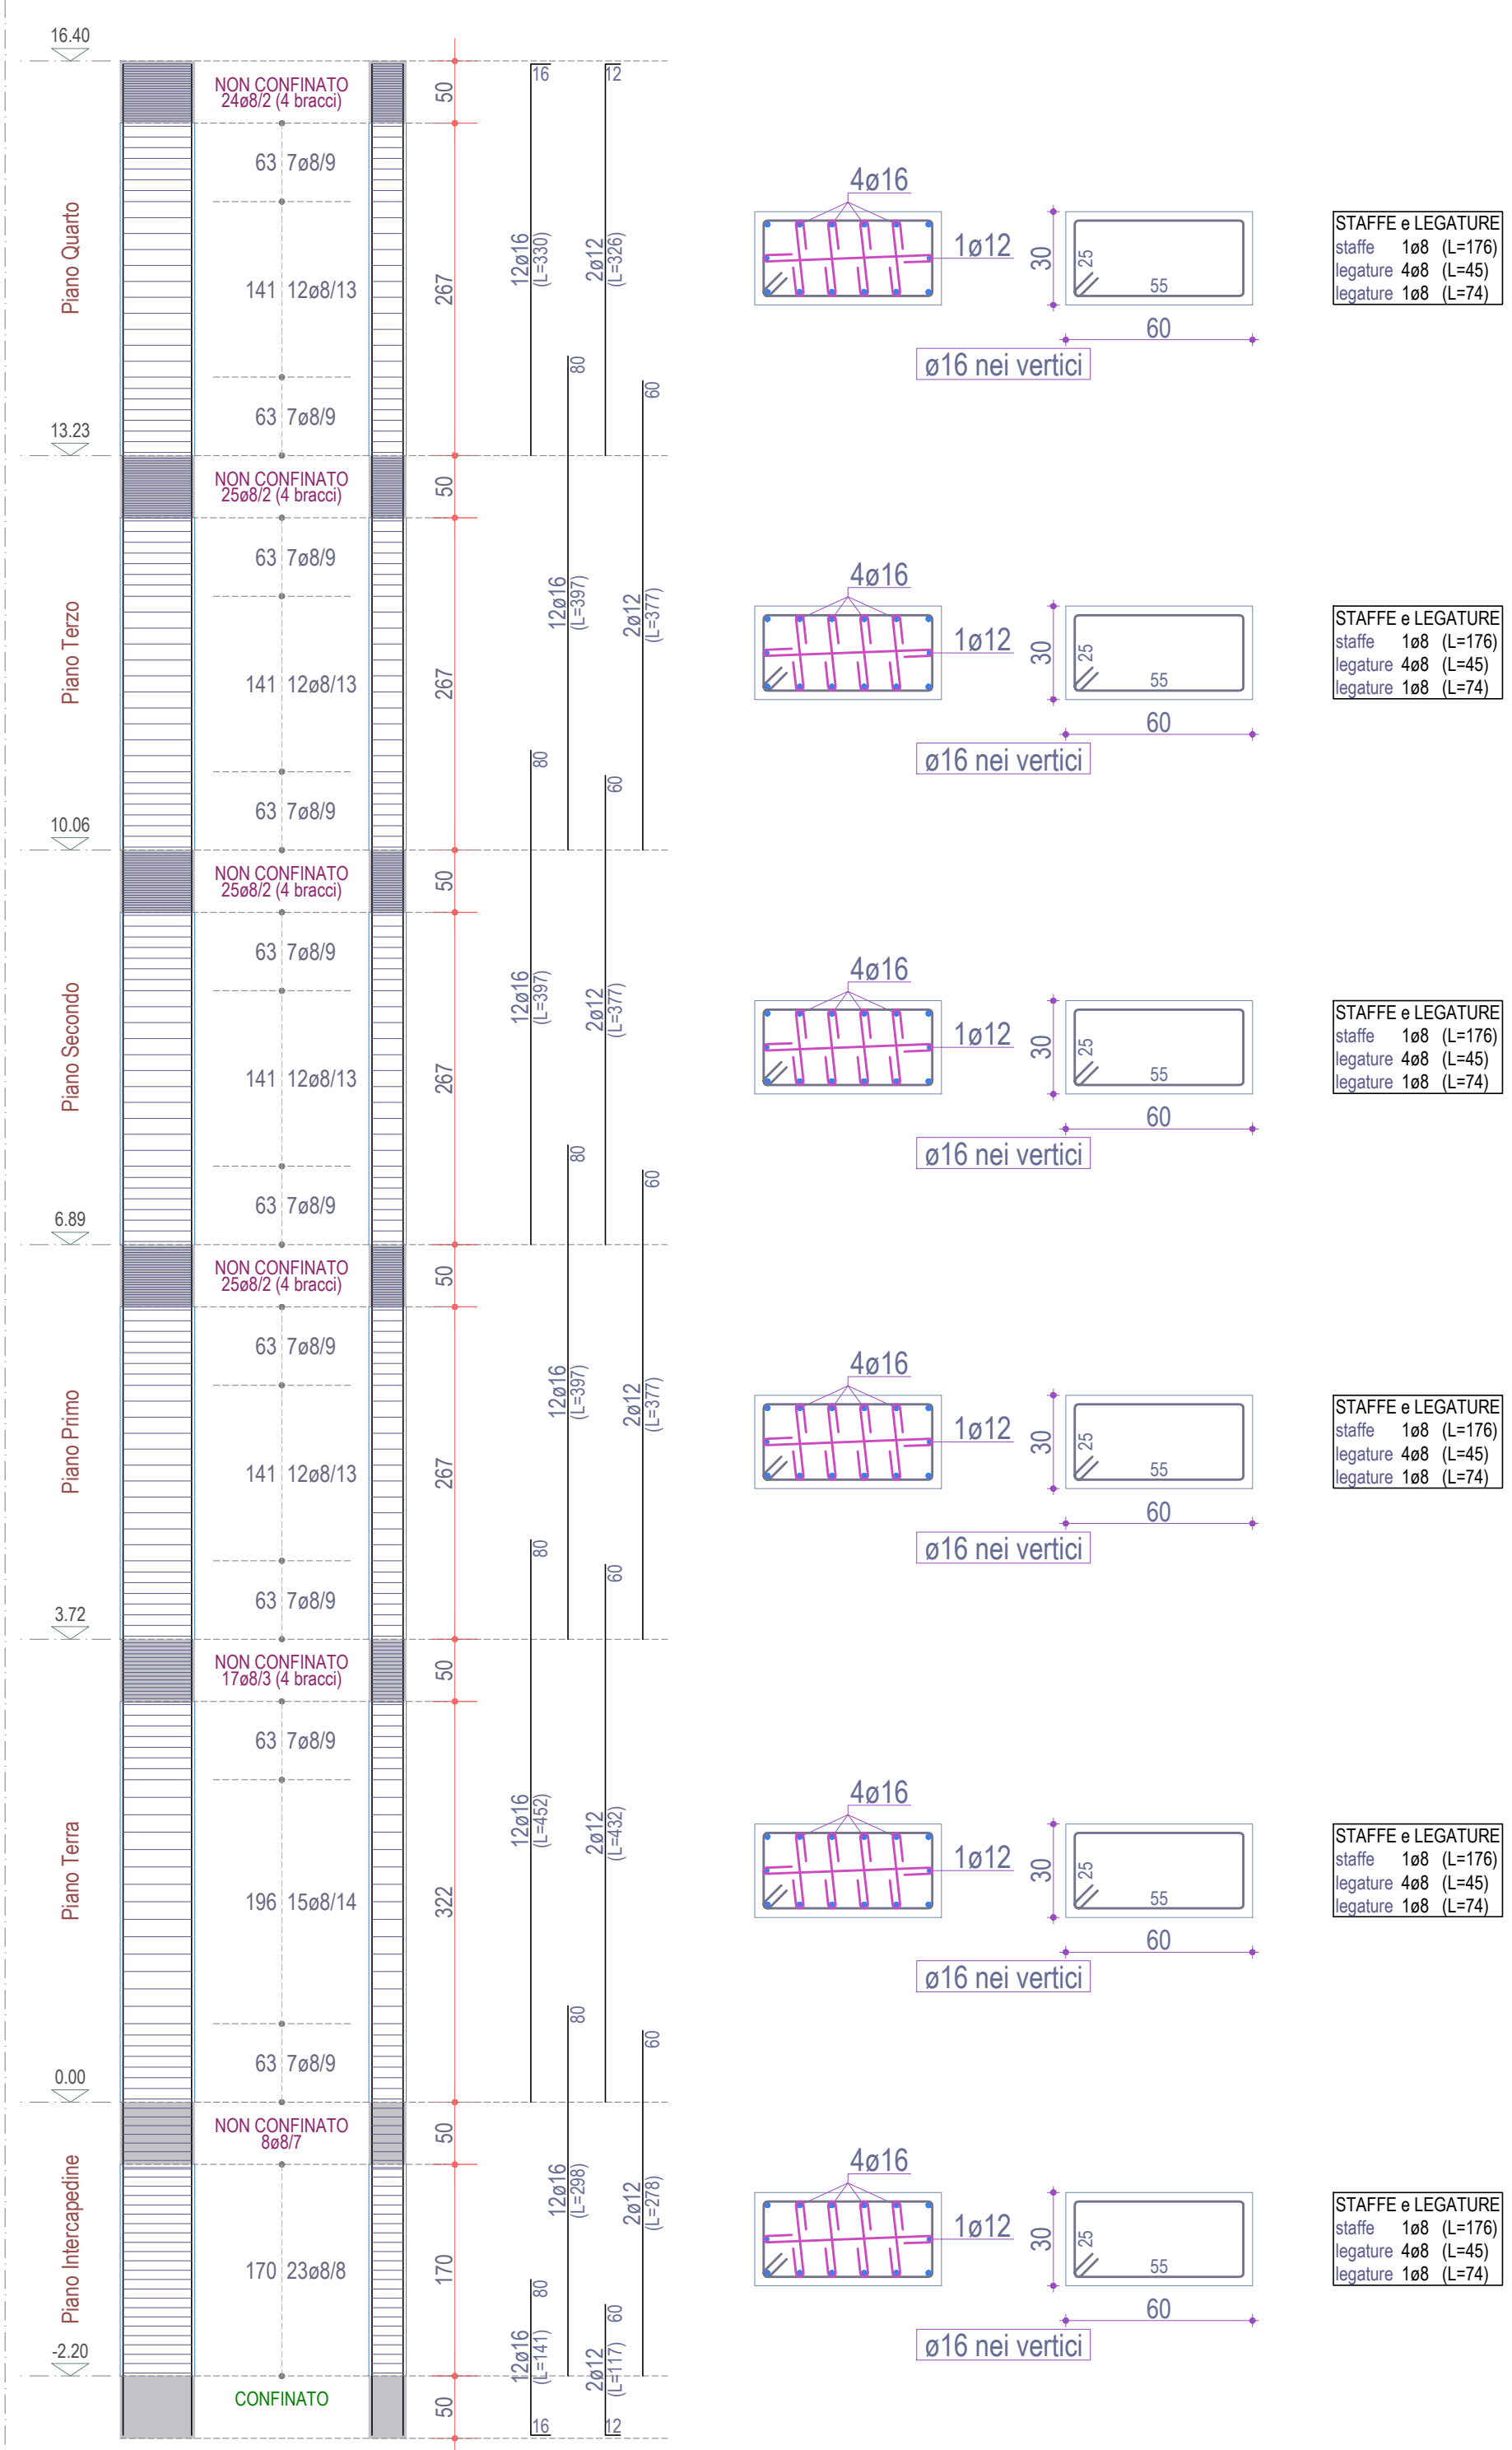 16.40
NON CONFINATO
24ø8/2 (4 bracci)
50
16
12
Piano Quarto
63 7ø8/9
141 12ø8/13
63 7ø8/9
267
12ø16
(L=330)
2ø12
(L=326)
80
60
4ø16
1ø12
30
25
55
60
ø16 nei vertici
STAFFE e LEGATURE
staffe 1ø8 (L=176)
legature 4ø8 (L=45)
legature 1ø8 (L=74)
13.23
NON CONFINATO
25ø8/2 (4 bracci)
50
Piano Terzo
63 7ø8/9
141 12ø8/13
63 7ø8/9
267
12ø16
(L=397)
2ø12
(L=377)
80
60
4ø16
1ø12
30
25
55
60
ø16 nei vertici
STAFFE e LEGATURE
staffe 1ø8 (L=176)
legature 4ø8 (L=45)
legature 1ø8 (L=74)
10.06
NON CONFINATO
25ø8/2 (4 bracci)
50
Piano Secondo
63 7ø8/9
141 12ø8/13
63 7ø8/9
267
12ø16
(L=397)
2ø12
(L=377)
80
60
4ø16
1ø12
30
25
55
60
ø16 nei vertici
STAFFE e LEGATURE
staffe 1ø8 (L=176)
legature 4ø8 (L=45)
legature 1ø8 (L=74)
6.89
NON CONFINATO
25ø8/2 (4 bracci)
50
Piano Primo
63 7ø8/9
141 12ø8/13
63 7ø8/9
267
12ø16
(L=397)
2ø12
(L=377)
80
60
4ø16
1ø12
30
25
55
60
ø16 nei vertici
STAFFE e LEGATURE
staffe 1ø8 (L=176)
legature 4ø8 (L=45)
legature 1ø8 (L=74)
3.72
NON CONFINATO
17ø8/3 (4 bracci)
50
Piano Terra
63 7ø8/9
196 15ø8/14
63 7ø8/9
322
12ø16
(L=452)
2ø12
(L=432)
80
60
4ø16
1ø12
30
25
55
60
ø16 nei vertici
STAFFE e LEGATURE
staffe 1ø8 (L=176)
legature 4ø8 (L=45)
legature 1ø8 (L=74)
0.00
NON CONFINATO
8ø8/7
50
Piano Intercapedine
170 23ø8/8
170
12ø16
(L=298)
2ø12
(L=278)
80
60
12ø16
(L=141)
2ø12
(L=117)
4ø16
1ø12
30
25
55
60
ø16 nei vertici
STAFFE e LEGATURE
staffe 1ø8 (L=176)
legature 4ø8 (L=45)
legature 1ø8 (L=74)
-2.20
CONFINATO
50
16
12